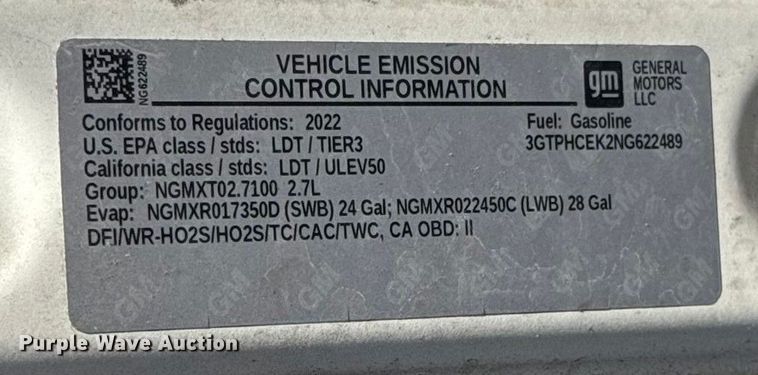 NG622489
VEHICLE EMISSION
CONTROL INFORMATION
gm
GENERAL
MOTORS
LLC
Conforms to Regulations: 2022
Fuel: Gasoline
U.S. EPA class / stds: LDT / TIER3
3GTPHCEK2NG622489
California class / stds: LDT / ULEV50
Group: NGMXT02.7100 2.7L
Evap: NGMXR017350D (SWB) 24 Gal; NGMXR022450C (LWB) 28 Gal
DFI/WR-HO2S/HO2S/TC/CAC/TWC, CA OBD: II
Purple Wave Auction